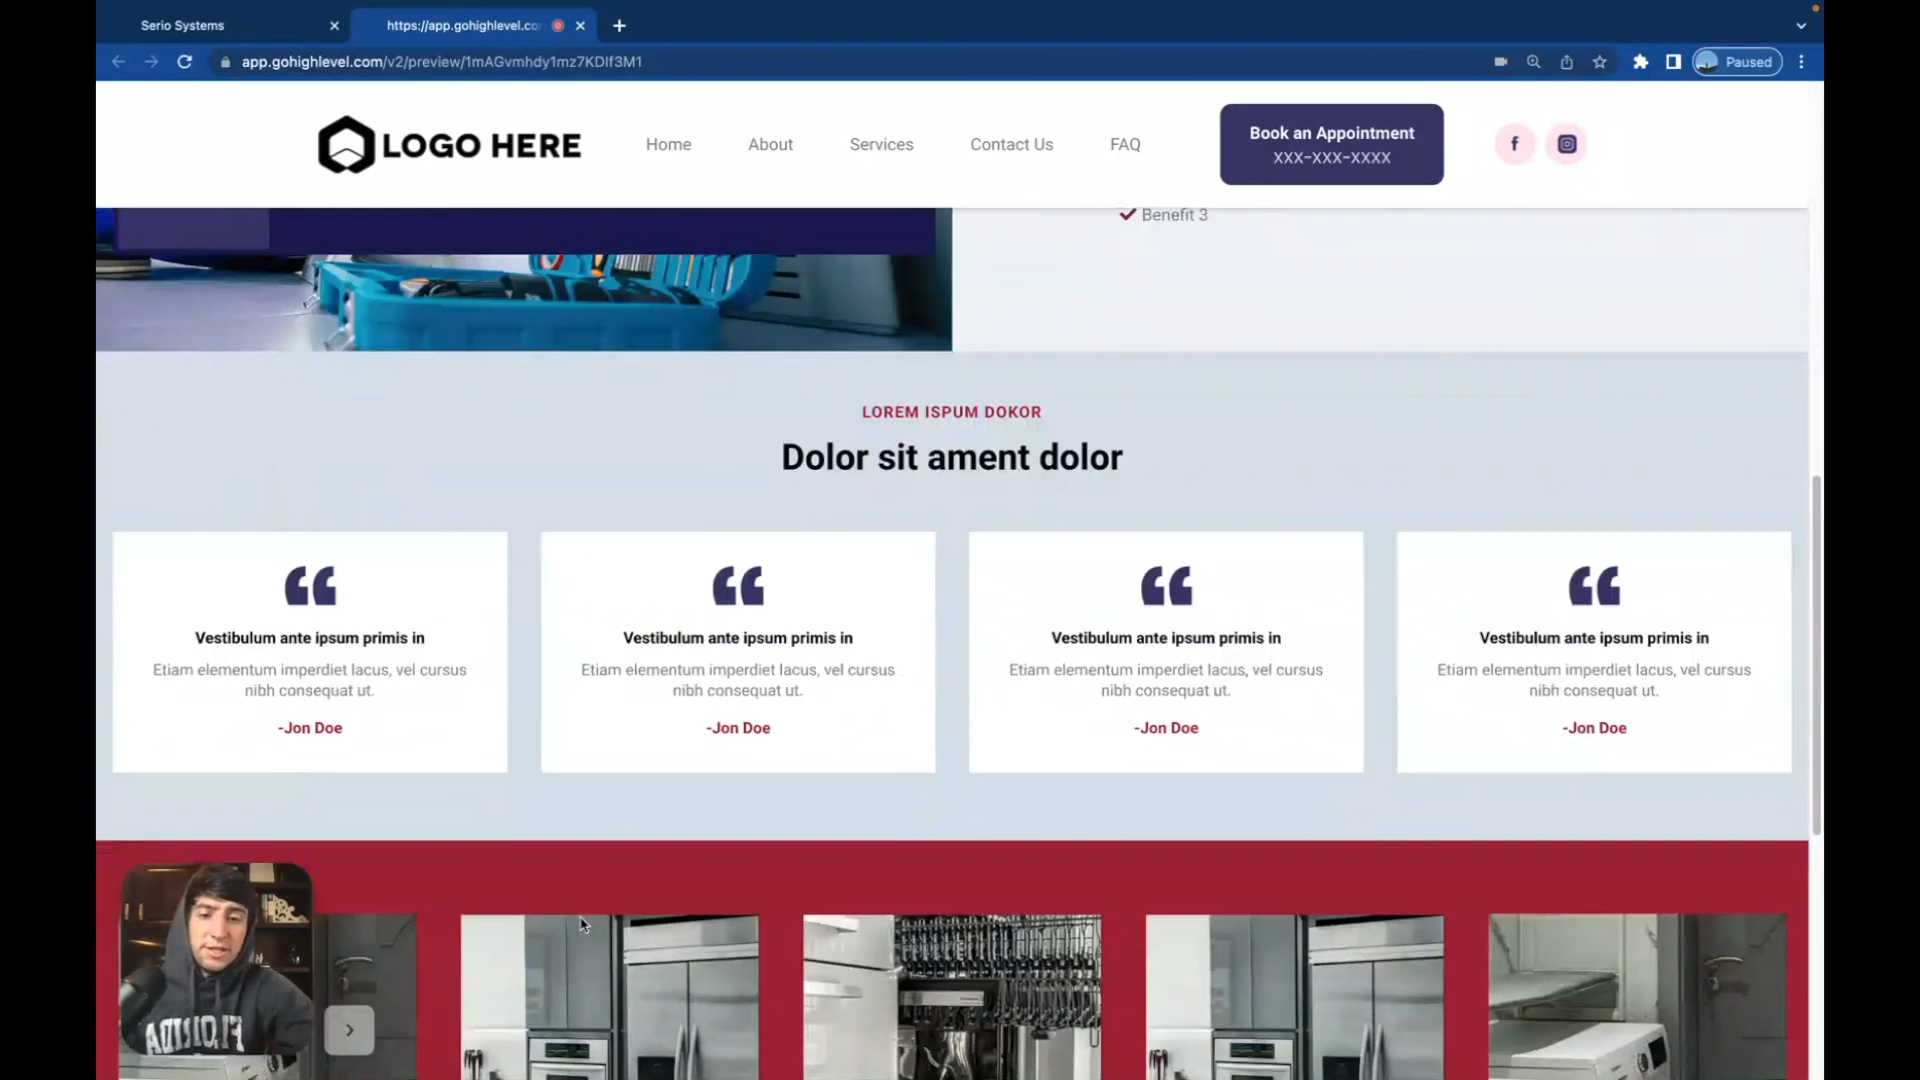 Serio Systems
https://app.gohighlevel.co
app.gohighlevel.com/v2/preview/1mAGvmhdy1mz7KDIf3M1
Paused
LOGO HERE
Home
About
Services
Contact Us
FAQ
Book an Appointment
XXX-XXX-XXXX
Benefit 3
LOREM ISPUM DOKOR
Dolor sit ament dolor
Vestibulum ante ipsum primis in
Etiam elementum imperdiet lacus, vel cursus
nibh consequat ut.
-Jon Doe
Vestibulum ante ipsum primis in
Etiam elementum imperdiet lacus, vel cursus
nibh consequat ut.
-Jon Doe
Vestibulum ante ipsum primis in
Etiam elementum imperdiet lacus, vel cursus
nibh consequat ut.
-Jon Doe
Vestibulum ante ipsum primis in
Etiam elementum imperdiet lacus, vel cursus
nibh consequat ut.
-Jon Doe
FLORIDA